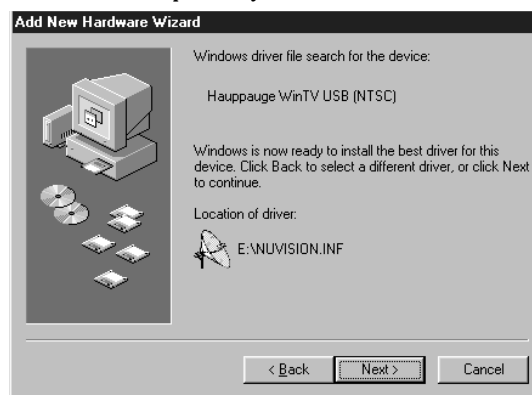 Add New Hardware Wizard
Windows driver file search for the device:
Hauppauge WinTV USB (NTSC)
Windows is now ready to install the best driver for this
device. Click Back to select a different driver, or click Next
to continue.
Location of driver:
E:\NUVISION.INF
< Back
Next >
Cancel